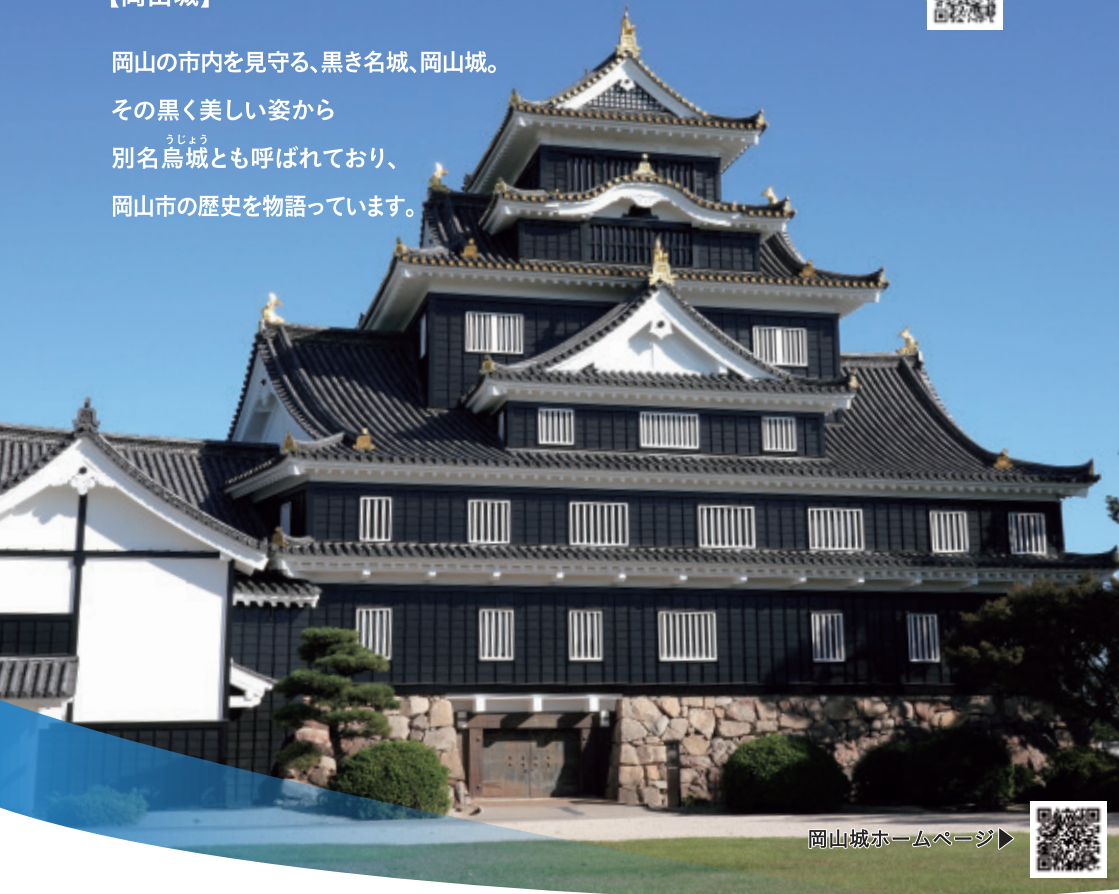 【岡山城】
岡山の市内を見守る、黒き名城、岡山城。
その黒く美しい姿から
うじょう
別名烏城とも呼ばれており、
岡山市の歴史を物語っています。
岡山城ホームページ▶